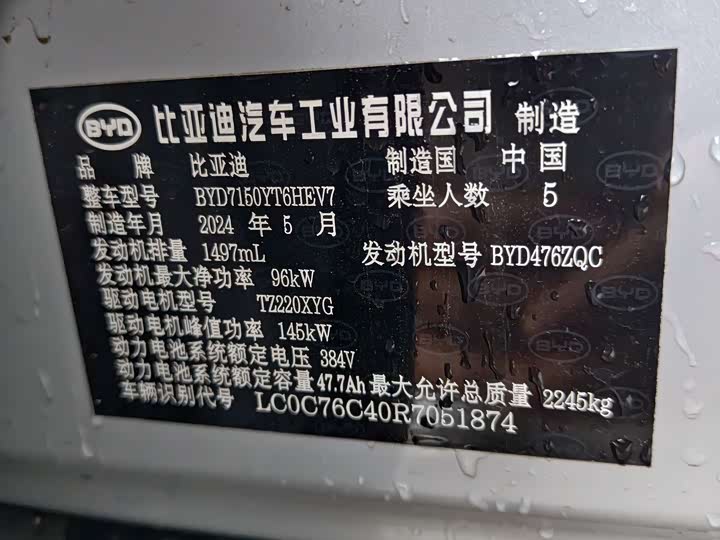 BYD 比亚迪汽车工业有限公司 制造
品牌 比亚迪 制造国 中国
整车型号 BYD7150YT6HEV7 乘坐人数 5
制造年月 2024 年 5 月
发动机排量 1497mL 发动机型号 BYD476ZQC
发动机最大净功率 96kW
驱动电机型号 TZ220XYG
驱动电机峰值功率 145kW
动力电池系统额定电压 384V
动力电池系统额定容量 47.7Ah 最大允许总质量 2245kg
车辆识别代号 LC0C76C40R7051874